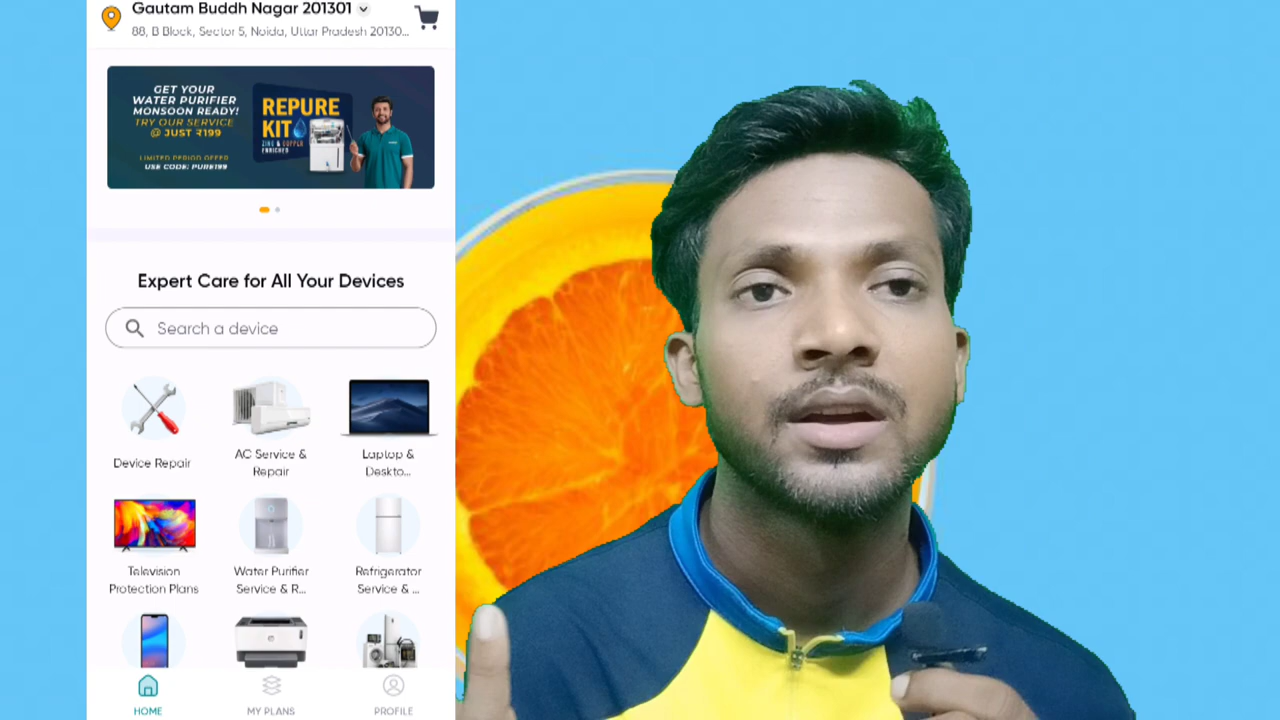 Gautam Buddh Nagar 201301
88, B Block, Sector 5, Noida, Uttar Pradesh 20130...
GET YOUR
WATER PURIFIER
MONSOON READY!
TRY OUR SERVICE
@ JUST ₹199
LIMITED PERIOD OFFER
USE CODE: PURE199
REPURE
KIT
ZINC & COPPER
ENRICHED
Expert Care for All Your Devices
Search a device
Device Repair
AC Service &
Repair
Laptop &
Deskto...
Television
Protection Plans
Water Purifier
Service & R...
Refrigerator
Service & ...
HOME
MY PLANS
PROFILE